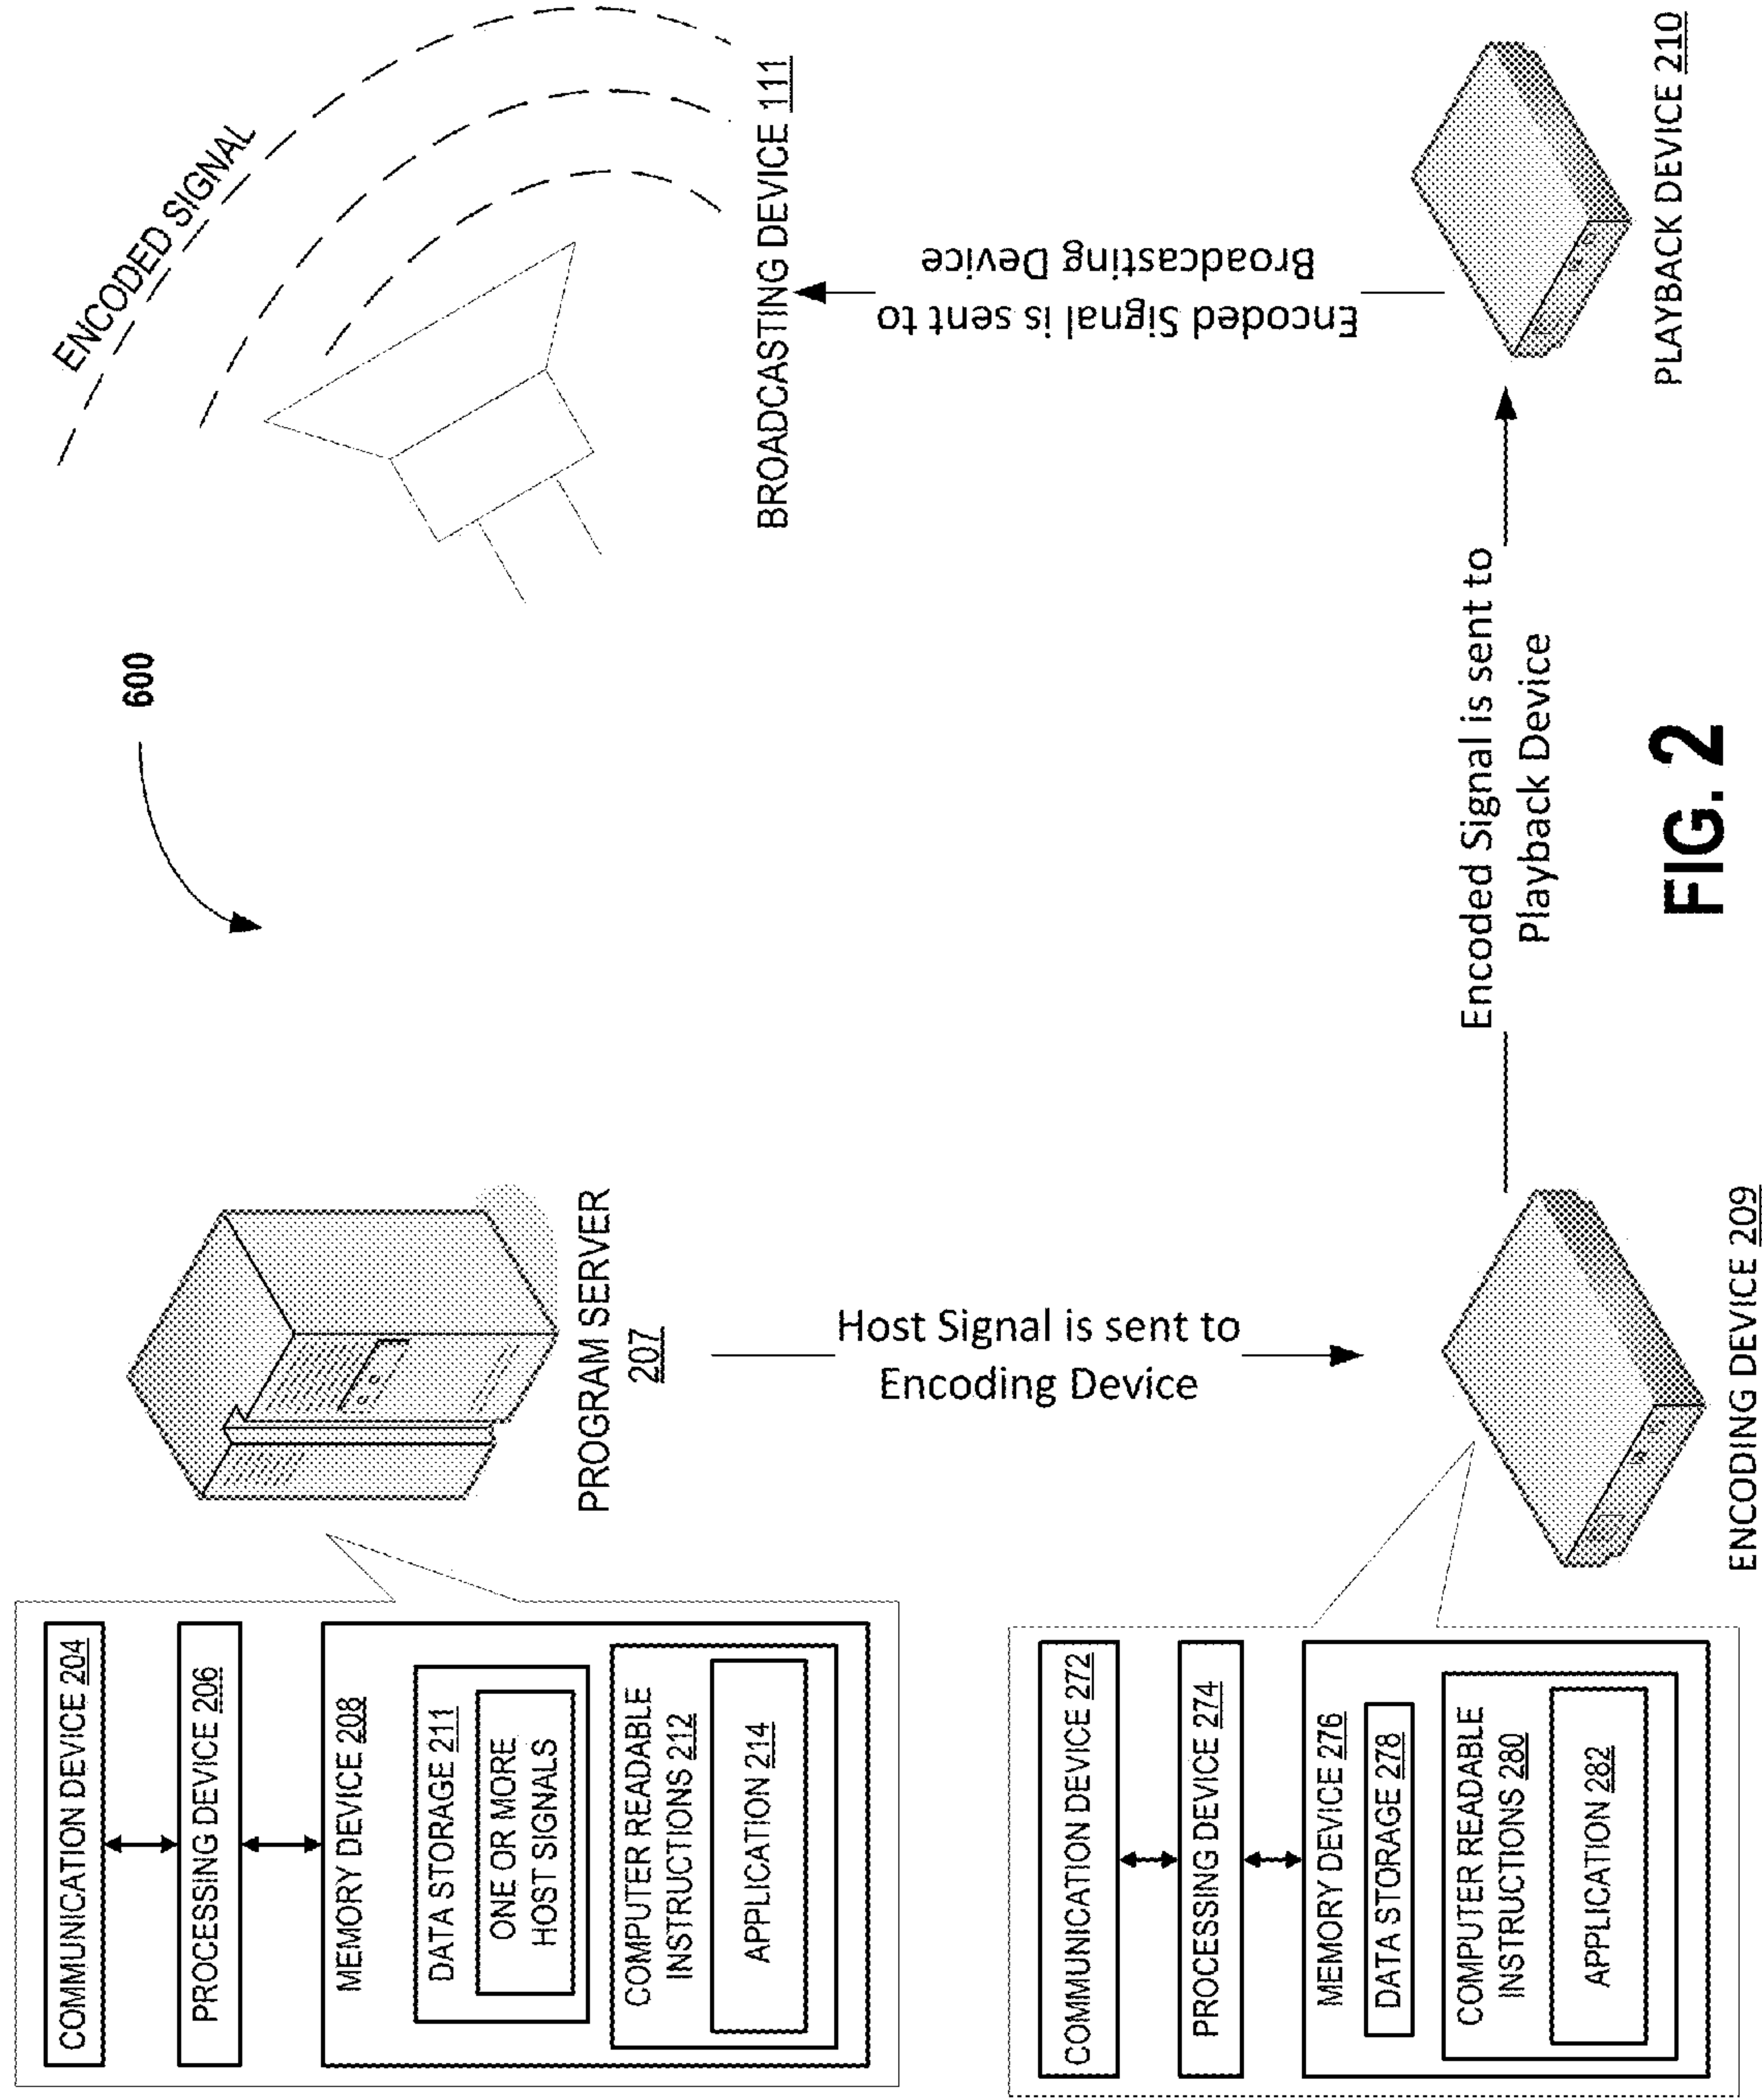 600
ENCODED SIGNAL
COMMUNICATION DEVICE 204
PROCESSING DEVICE 206
MEMORY DEVICE 208
DATA STORAGE 211
ONE OR MORE
HOST SIGNALS
COMPUTER READABLE
INSTRUCTIONS 212
APPLICATION 214
PROGRAM SERVER
207
BROADCASTING DEVICE 111
Host Signal is sent to
Encoding Device
Encoded Signal is sent to
Broadcasting Device
COMMUNICATION DEVICE 272
PROCESSING DEVICE 274
MEMORY DEVICE 276
DATA STORAGE 278
COMPUTER READABLE
INSTRUCTIONS 280
APPLICATION 282
ENCODING DEVICE 209
Encoded Signal is sent to
Playback Device
PLAYBACK DEVICE 210
FIG. 2